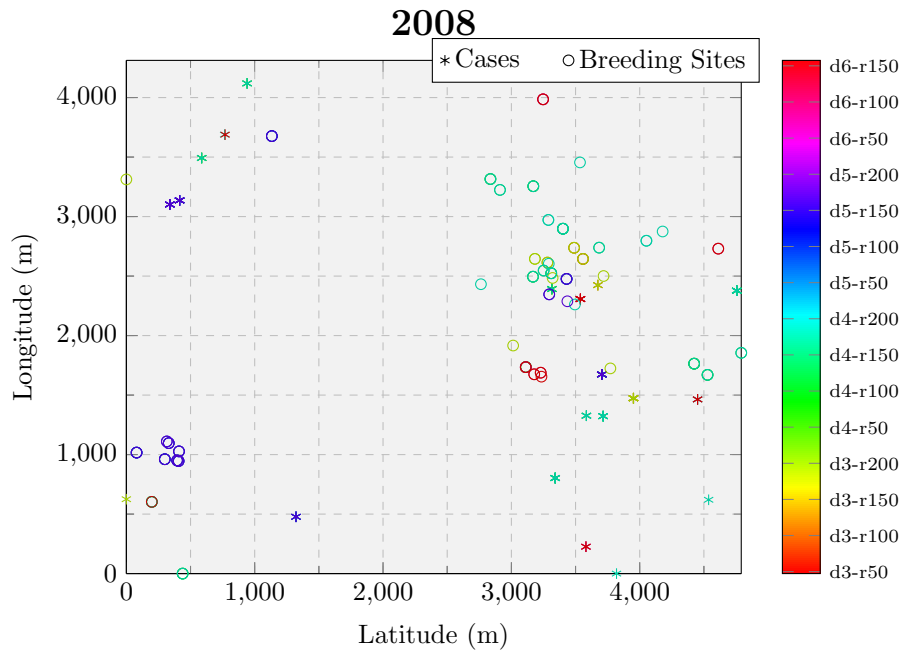 2008
Cases
Breeding Sites
4,000
3,000
2,000
1,000
0
0
1,000
2,000
3,000
4,000
Longitude (m)
Latitude (m)
d6-r150
d6-r100
d6-r50
d5-r200
d5-r150
d5-r100
d5-r50
d4-r200
d4-r150
d4-r100
d4-r50
d3-r200
d3-r150
d3-r100
d3-r50